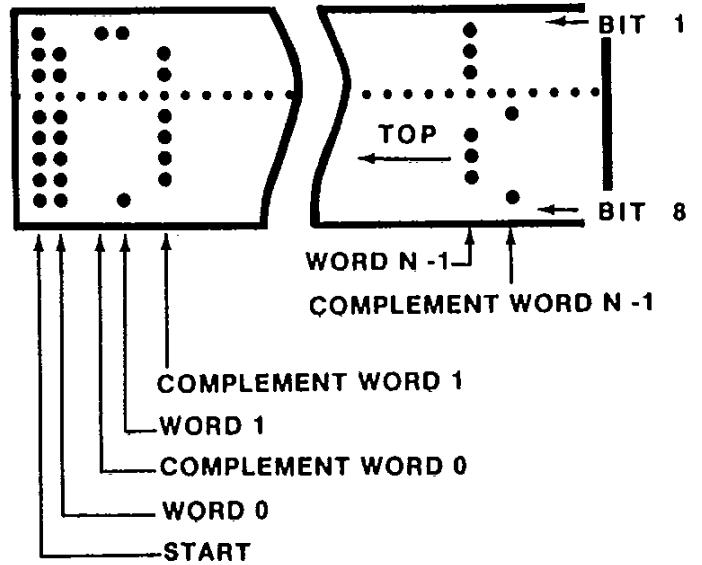 BIT 1
TOP
BIT 8
WORD N -1
COMPLEMENT WORD N -1
COMPLEMENT WORD 1
WORD 1
COMPLEMENT WORD 0
WORD 0
START